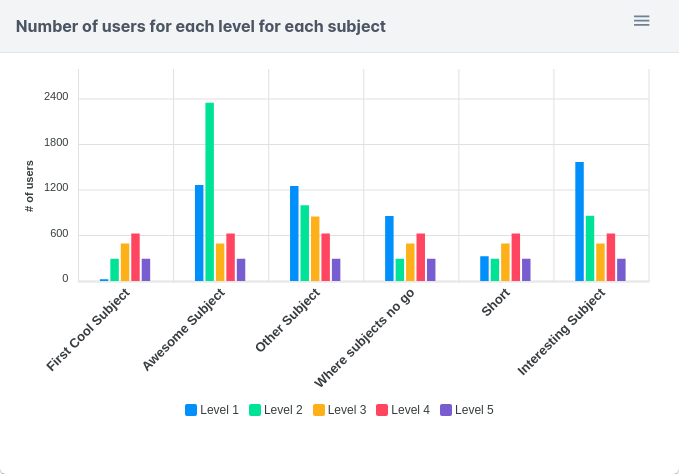 Number of users for each level for each subject
# of users
2400
1800
1200
600
0
First Cool Subject
Awesome Subject
Other Subject
Where subjects no go
Short
Interesting Subject
Level 1 Level 2 Level 3 Level 4 Level 5